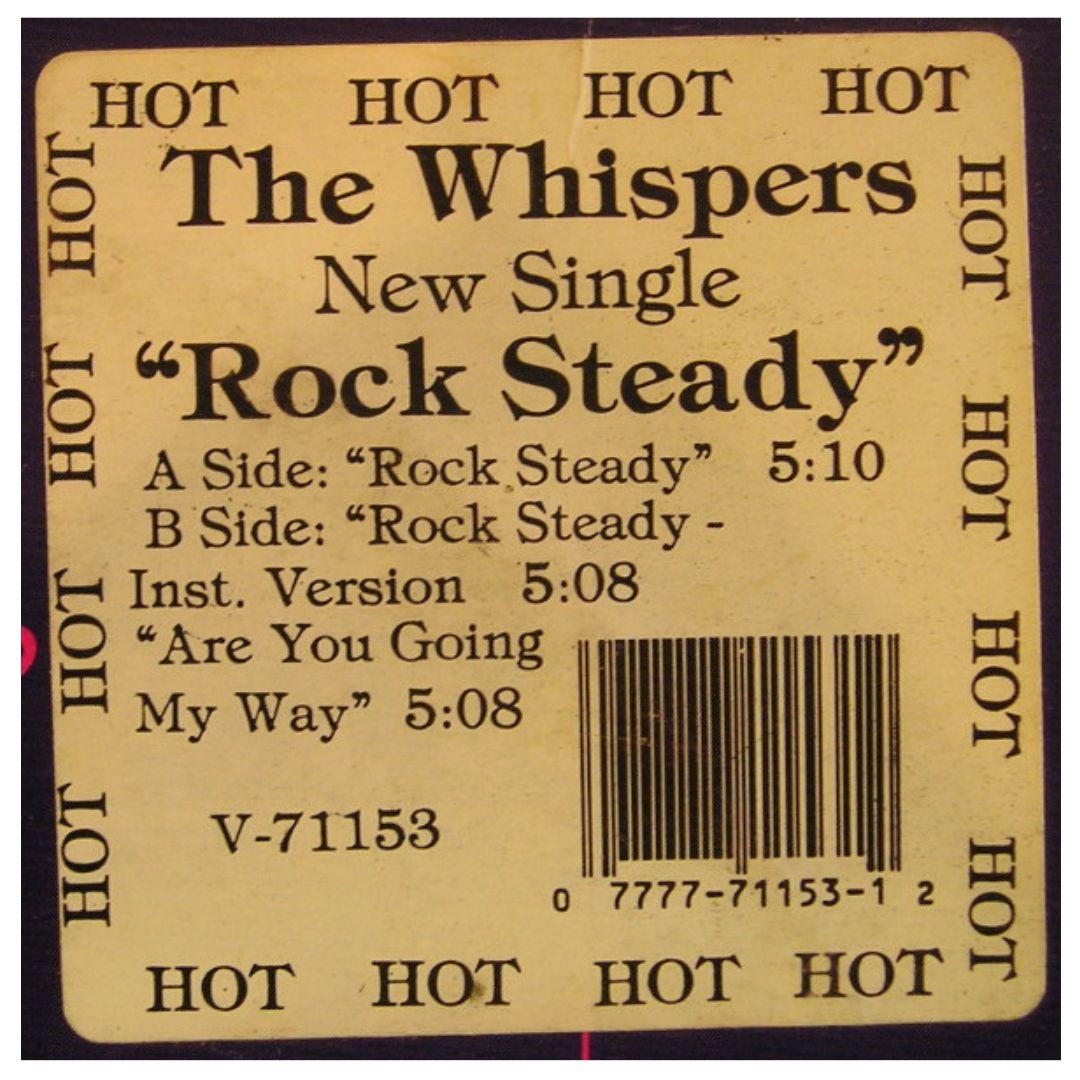 HOT HOT HOT HOT
The Whispers
New Single
“Rock Steady”
A Side: “Rock Steady” 5:10
B Side: “Rock Steady -
Inst. Version 5:08
“Are You Going
My Way” 5:08
V-71153
0 7777-71153-1 2
HOT HOT HOT HOT
HOT
HOT
HOT
HOT
HOT
HOT
HOT
HOT